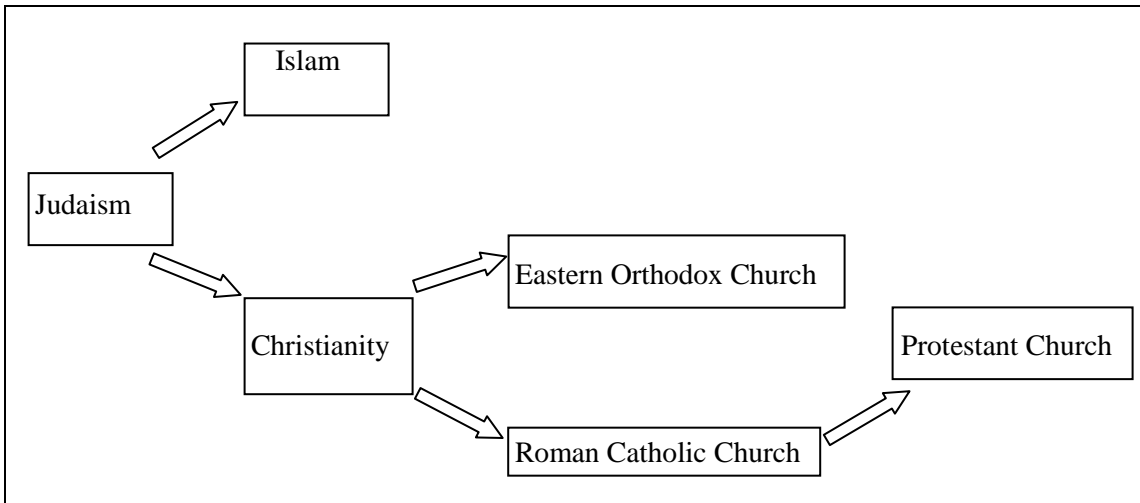 Islam
Judaism
Eastern Orthodox Church
Christianity
Protestant Church
Roman Catholic Church